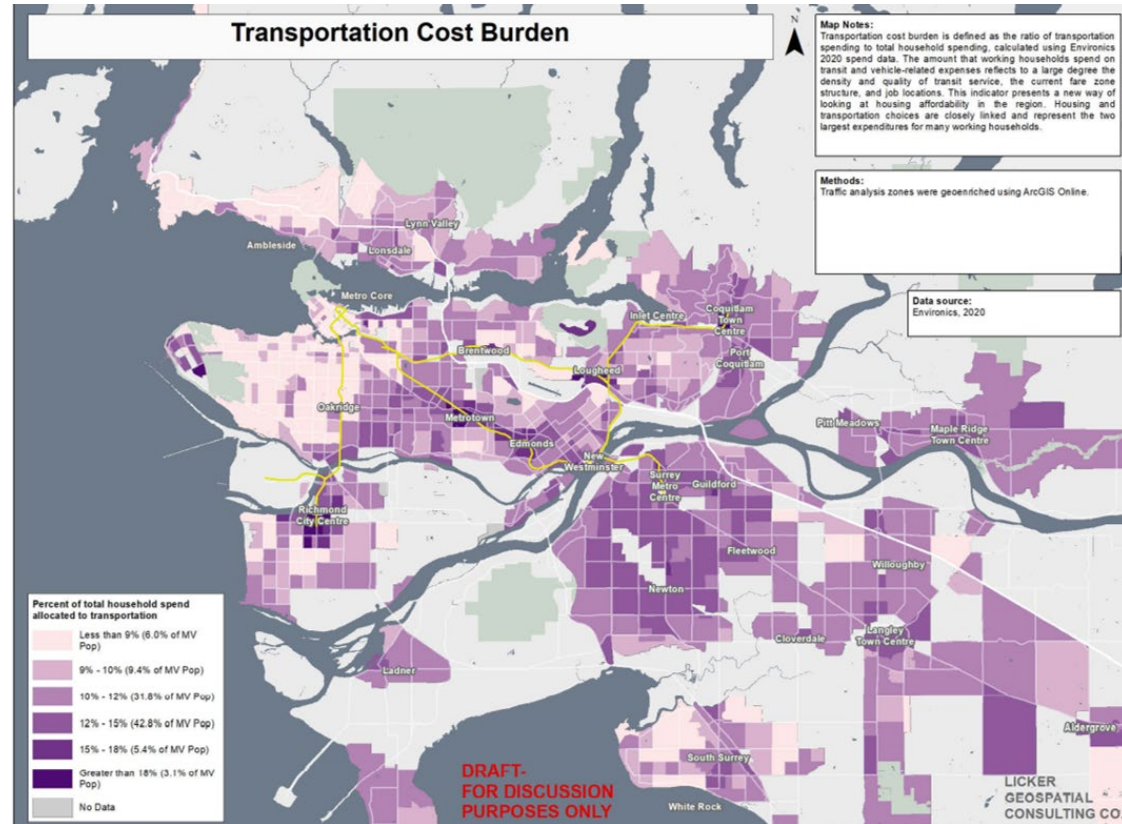 Transportation Cost Burden
N
Map Notes:
Transportation cost burden is defined as the ratio of transportation
spending to total household spending, calculated using Environics
2020 spend data. The amount that working households spend on
transit and vehicle-related expenses reflects to a large degree the
density and quality of transit service, the current fare zone
structure, and job locations. This indicator presents a new way of
looking at housing affordability in the region. Housing and
transportation choices are closely linked and represent the two
largest expenditures for many working households.
Methods:
Traffic analysis zones were geoenriched using ArcGIS Online.
Data source:
Environics, 2020
Lynn Valley
Ambleside
Lonsdale
Metro Core
Inlet Centre
Coquitlam
Town
Centre
Brentwood
Port
Coquitlam
Lougheed
Oakridge
Metrotown
Pitt Meadows
Maple Ridge
Town Centre
Edmonds
New
Westminster
Surrey
Metro
Centre
Guildford
Richmond
City Centre
Fleetwood
Willoughby
Newton
Cloverdale
Langley
Town Centre
Ladner
Aldergrove
South Surrey
White Rock
Percent of total household spend
allocated to transportation
Less than 9% (6.0% of MV
Pop)
9% - 10% (9.4% of MV Pop)
10% - 12% (31.8% of MV Pop)
12% - 15% (42.8% of MV Pop)
15% - 18% (5.4% of MV Pop)
Greater than 18% (3.1% of MV
Pop)
No Data
DRAFT-
FOR DISCUSSION
PURPOSES ONLY
LICKER
GEOSPATIAL
CONSULTING CO